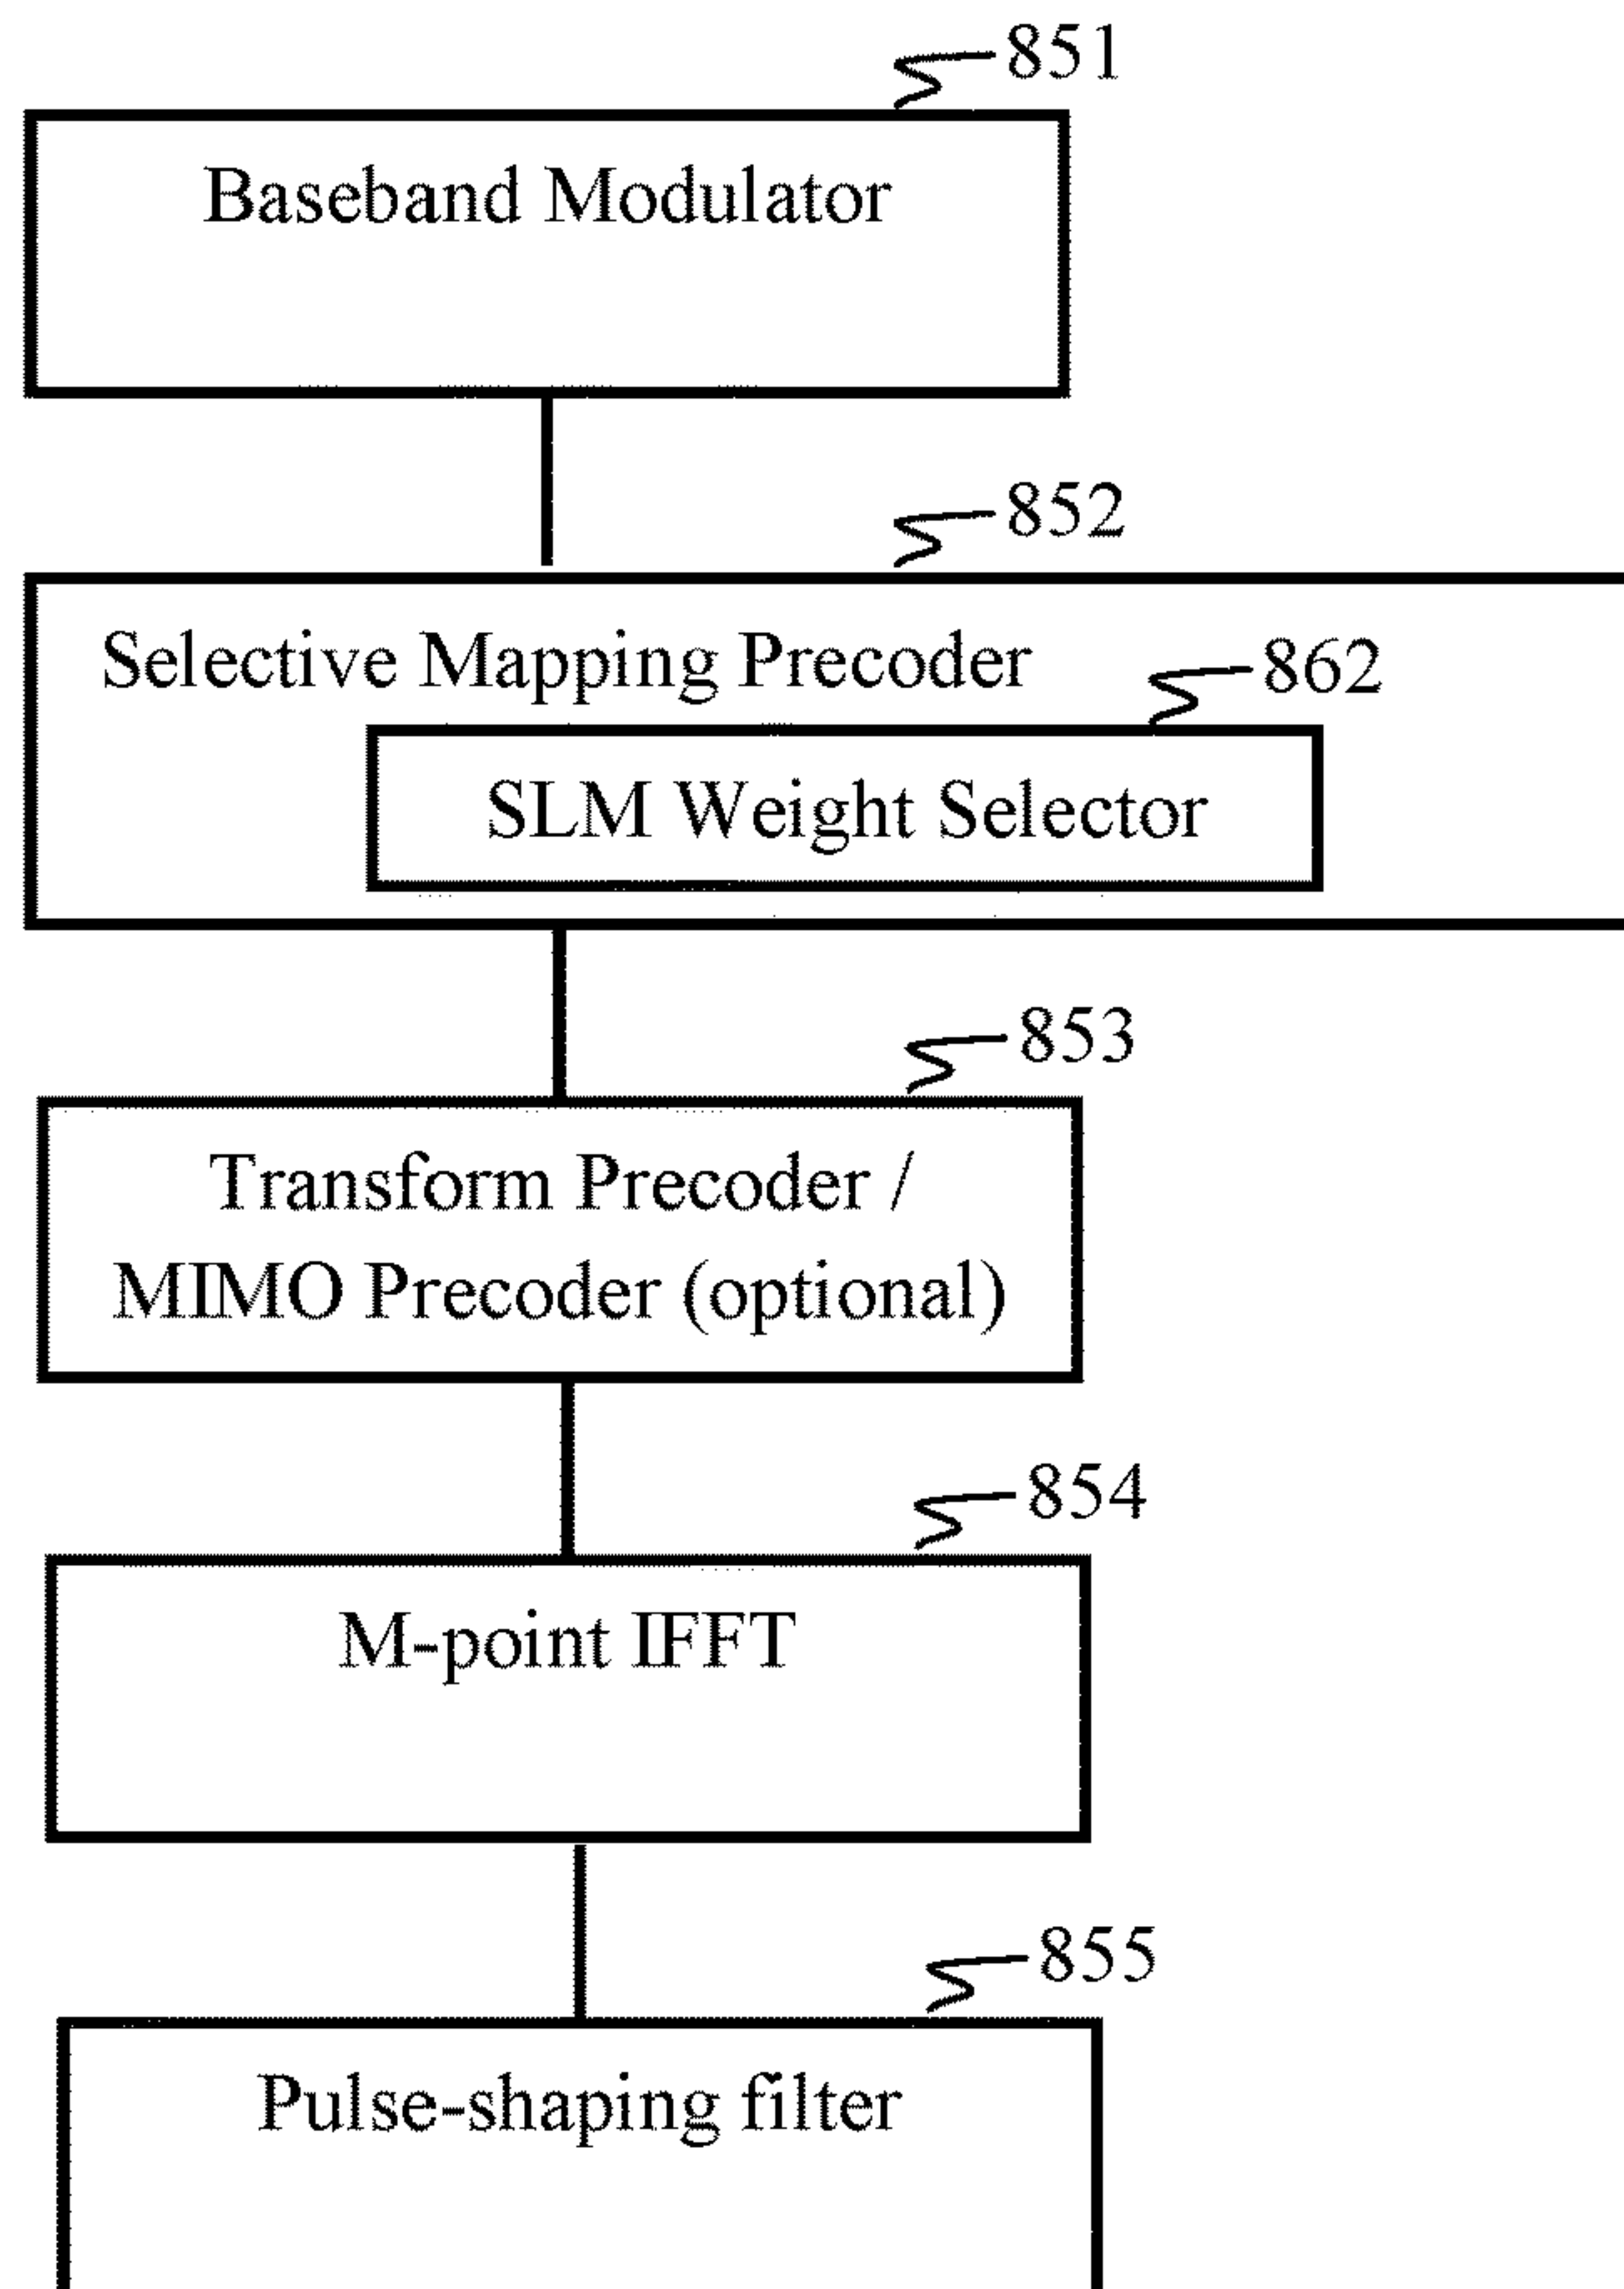 851
Baseband Modulator
852
Selective Mapping Precoder
862
SLM Weight Selector
853
Transform Precoder /
MIMO Precoder (optional)
854
M-point IFFT
855
Pulse-shaping filter